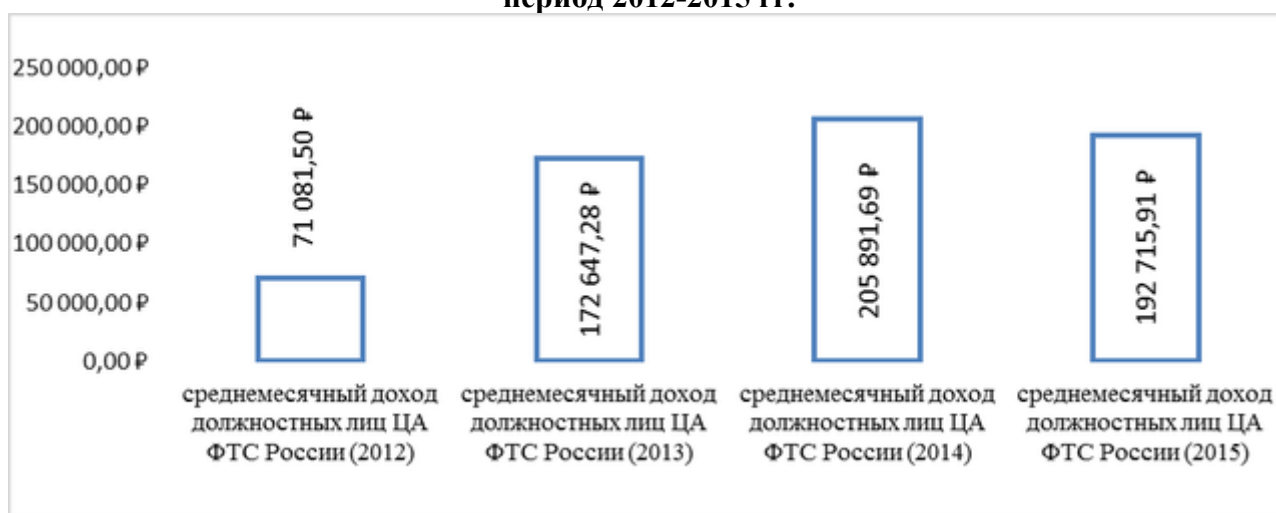 период 2012-2015 гг.
250 000,00 ₽
200 000,00 ₽
150 000,00 ₽
100 000,00 ₽
50 000,00 ₽
0,00 ₽
71 081,50 ₽
172 647,28 ₽
205 891,69 ₽
192 715,91 ₽
среднемесячный доход
должностных лиц ЦА
ФТС России (2012)
среднемесячный доход
должностных лиц ЦА
ФТС России (2013)
среднемесячный доход
должностных лиц ЦА
ФТС России (2014)
среднемесячный доход
должностных лиц ЦА
ФТС России (2015)